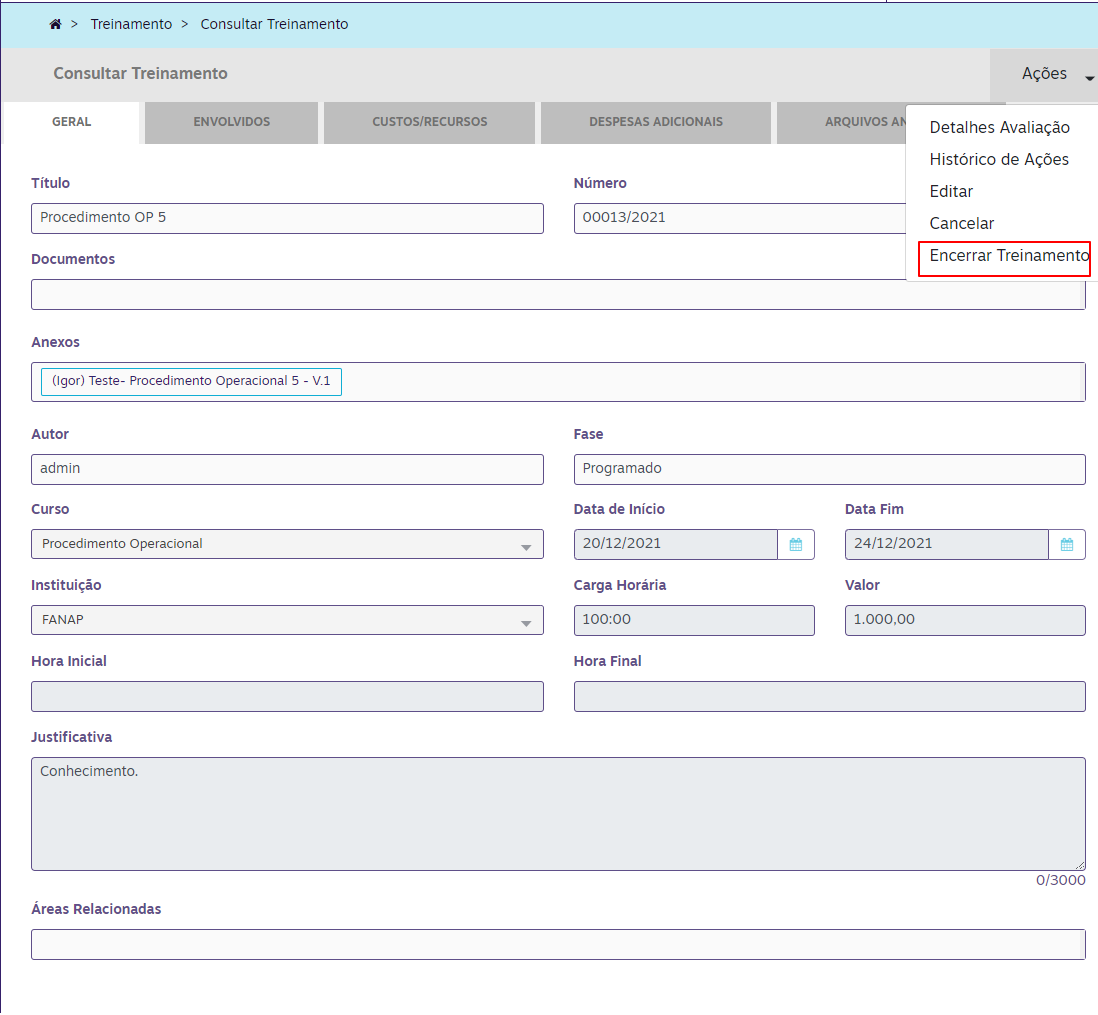 > Treinamento > Consultar Treinamento
Consultar Treinamento
Ações
GERAL
ENVOLVIDOS
CUSTOS/RECURSOS
DESPESAS ADICIONAIS
ARQUIVOS
Detalhes Avaliação
Histórico de Ações
Editar
Cancelar
Encerrar Treinamento
Título
Número
Procedimento OP 5
00013/2021
Documentos
Anexos
(Igor) Teste- Procedimento Operacional 5 - V.1
Autor
Fase
admin
Programado
Curso
Data de Início
Data Fim
Procedimento Operacional
20/12/2021
24/12/2021
Instituição
Carga Horária
Valor
FANAP
100:00
1.000,00
Hora Inicial
Hora Final
Justificativa
Conhecimento.
0/3000
Áreas Relacionadas